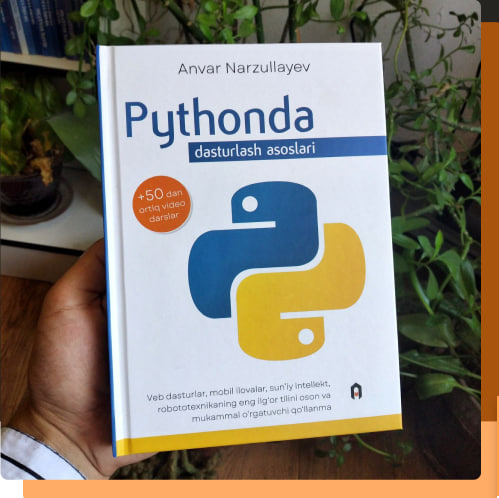 Anvar Narzullayev
Pythonda
dasturlash asoslari
+50 dan
ortiq video
darslar
Veb dasturlar, mobil ilovalar, sun'iy intellekt,
robototexnikaning eng ilg'or tilini oson va
mukammal o'rgatuvchi qo'llanma